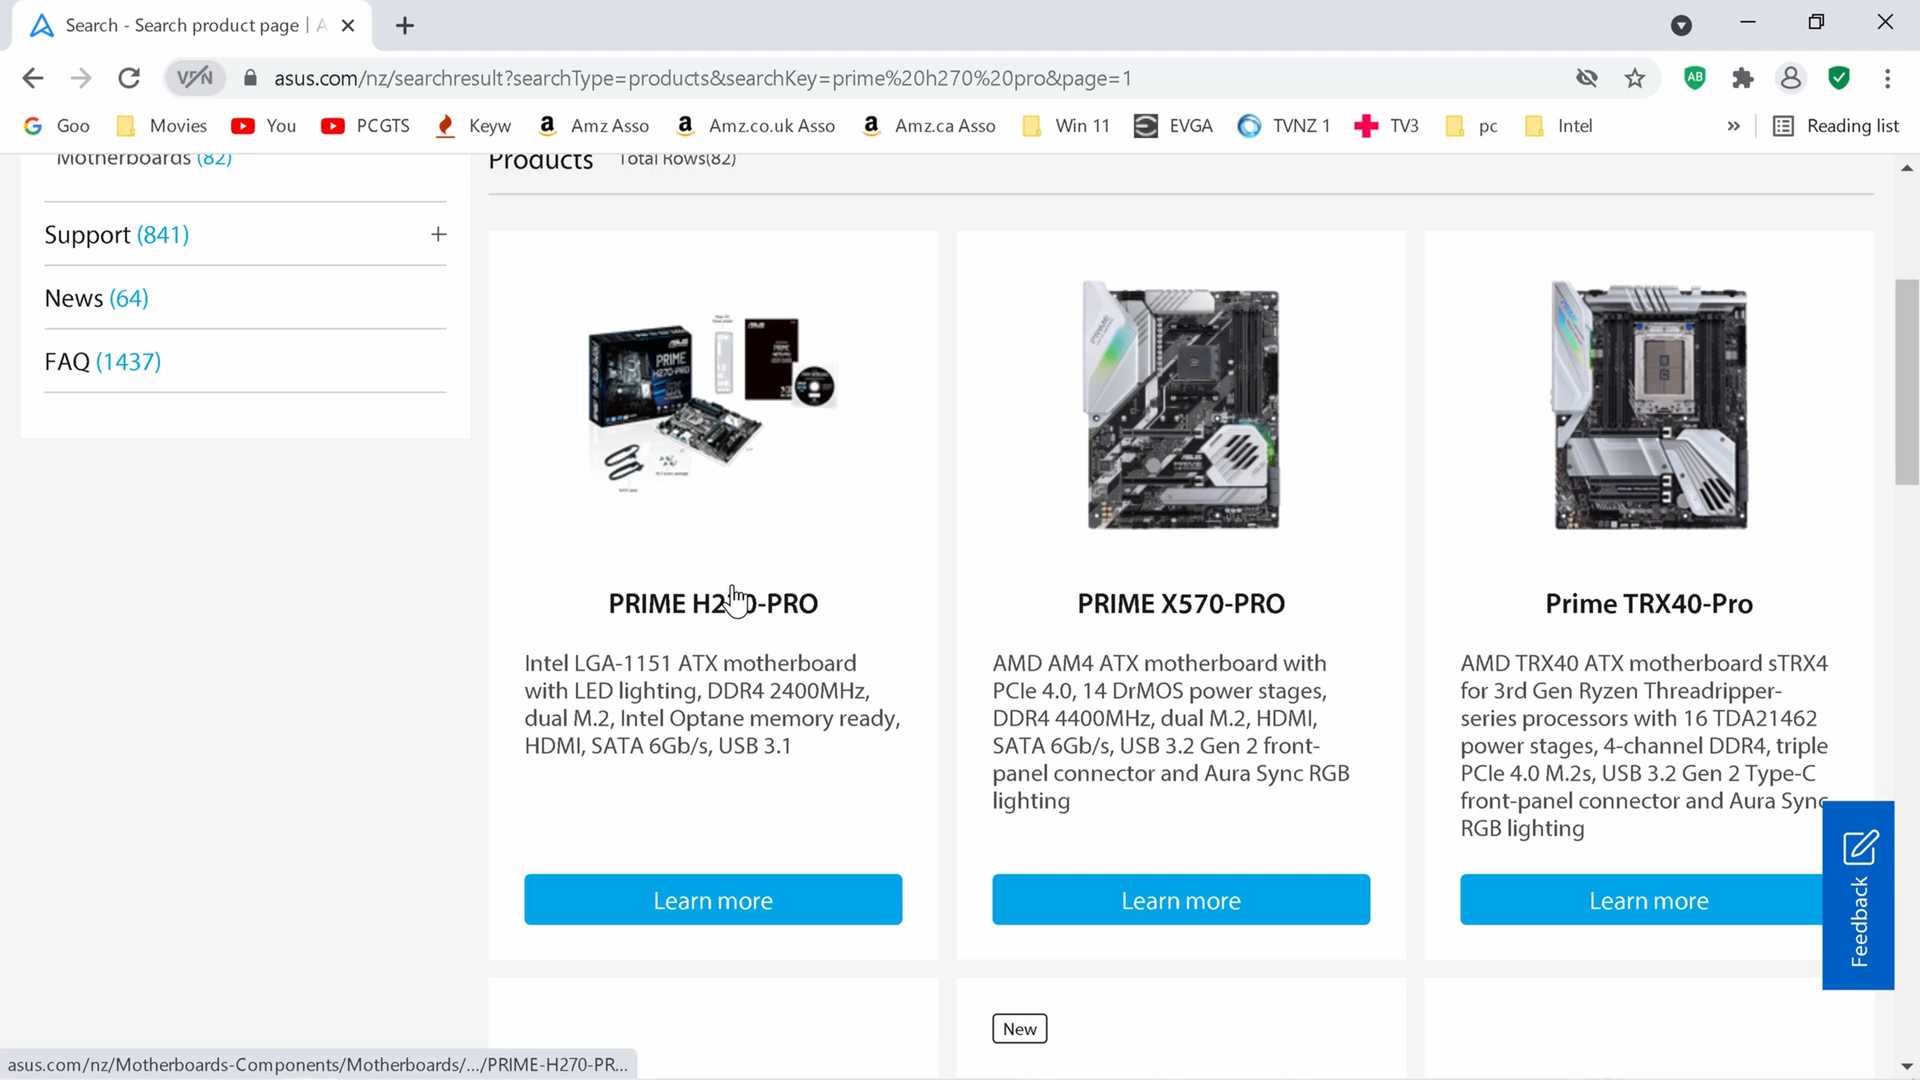 Search - Search product page | A
VPN
asus.com/nz/searchresult?searchType=products&searchKey=prime%20h270%20pro&page=1
AB
Goo
Movies
You
PCGTS
Keyw
Amz Asso
Amz.co.uk Asso
Amz.ca Asso
Win 11
EVGA
TVNZ 1
TV3
pc
Intel
»
Reading list
Motherboards (82)
Support (841)
News (64)
FAQ (1437)
Products Total Rows(82)
PRIME
H270-PRO
PRIME H270-PRO
Intel LGA-1151 ATX motherboard
with LED lighting, DDR4 2400MHz,
dual M.2, Intel Optane memory ready,
HDMI, SATA 6Gb/s, USB 3.1
Learn more
PRIME X570-PRO
AMD AM4 ATX motherboard with
PCIe 4.0, 14 DrMOS power stages,
DDR4 4400MHz, dual M.2, HDMI,
SATA 6Gb/s, USB 3.2 Gen 2 front-
panel connector and Aura Sync RGB
lighting
Learn more
Prime TRX40-Pro
AMD TRX40 ATX motherboard sTRX4
for 3rd Gen Ryzen Threadripper-
series processors with 16 TDA21462
power stages, 4-channel DDR4, triple
PCIe 4.0 M.2s, USB 3.2 Gen 2 Type-C
front-panel connector and Aura Sync
RGB lighting
Learn more
Feedback
New
asus.com/nz/Motherboards-Components/Motherboards/.../PRIME-H270-PR...